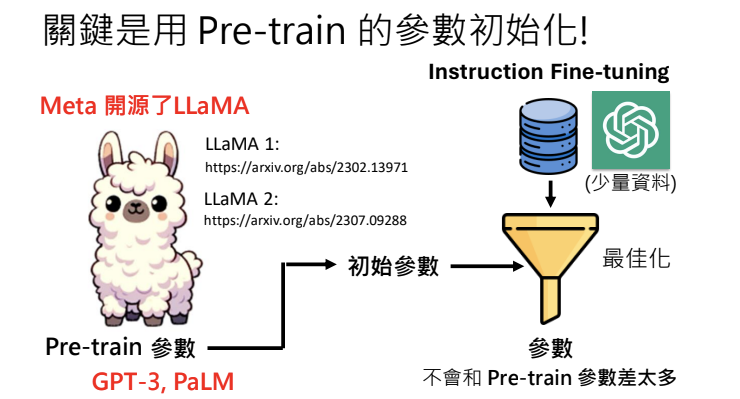 關鍵是用 Pre-train 的參數初始化!
Instruction Fine-tuning
Meta 開源了LLaMA
LLaMA 1:
https://arxiv.org/abs/2302.13971
LLaMA 2:
https://arxiv.org/abs/2307.09288
(少量資料)
初始參數
最佳化
Pre-train 參數
GPT-3, PaLM
參數
不會和 Pre-train 參數差太多